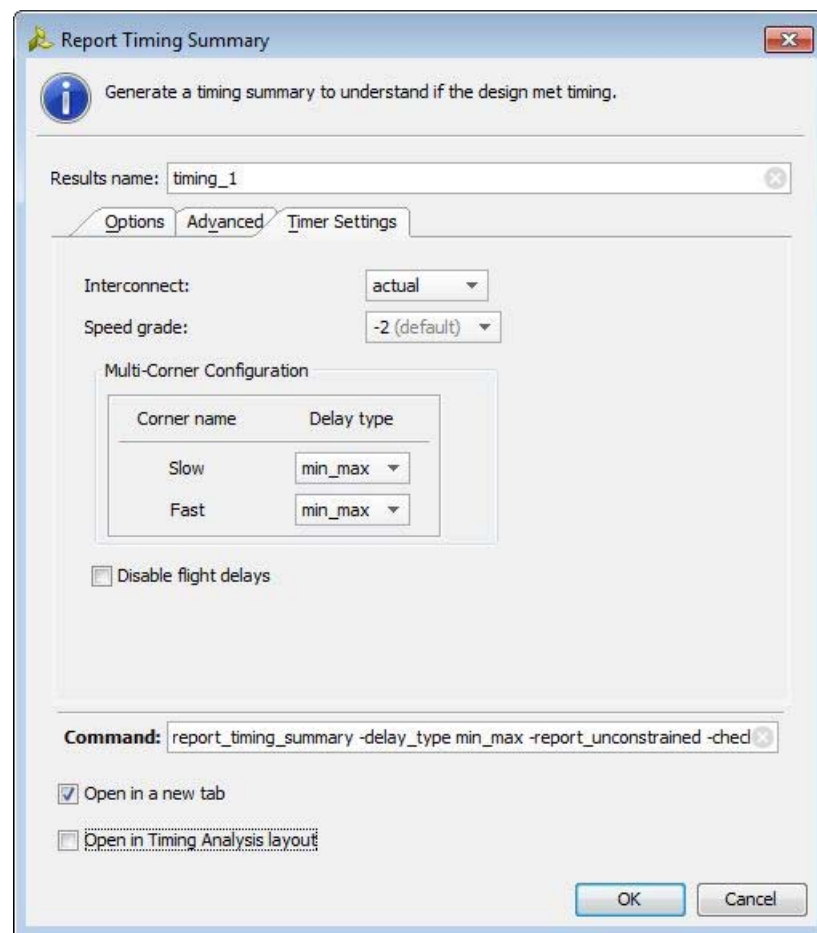 Report Timing Summary
Generate a timing summary to understand if the design met timing.
Results name: timing_1
Options Advanced Timer Settings
Interconnect: actual
Speed grade: -2 (default)
Multi-Corner Configuration
Corner name Delay type
Slow min_max
Fast min_max
Disable flight delays
Command: report_timing_summary -delay_type min_max -report_unconstrained
Open in a new tab
Open in Timing Analysis layout
OK Cancel